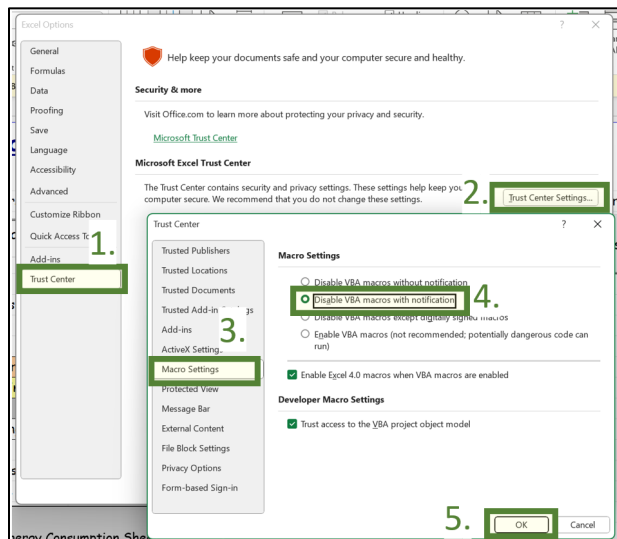 Excel Options
?
General
Formulas
Data
Proofing
Save
Language
Accessibility
Advanced
Customize Ribbon
Quick Access
Add-ins
Trust Center
1.
Help keep your documents safe and your computer secure and healthy.
Security & more
Visit Office.com to learn more about protecting your privacy and security.
Microsoft Trust Center
Microsoft Excel Trust Center
The Trust Center contains security and privacy settings. These settings help keep
computer secure. We recommend that you do not change these settings.
2.
Trust Center Settings...
Trust Center
?
Trusted Publishers
Trusted Locations
Trusted Documents
Trusted Add-in
Add-ins
ActiveX
Macro Settings
Protected View
Message Bar
External Content
File Block Settings
Privacy Options
Form-based Sign-in
3.
Macro Settings
Disable VBA macros without notification
Disable VBA macros with notification
4.
Disable VBA macros except digitally signed macros
Enable VBA macros (not recommended; potentially dangerous code can
run)
Enable Excel 4.0 macros when VBA macros are enabled
Developer Macro Settings
Trust access to the VBA project object model
5.
OK
Cancel
Consumption